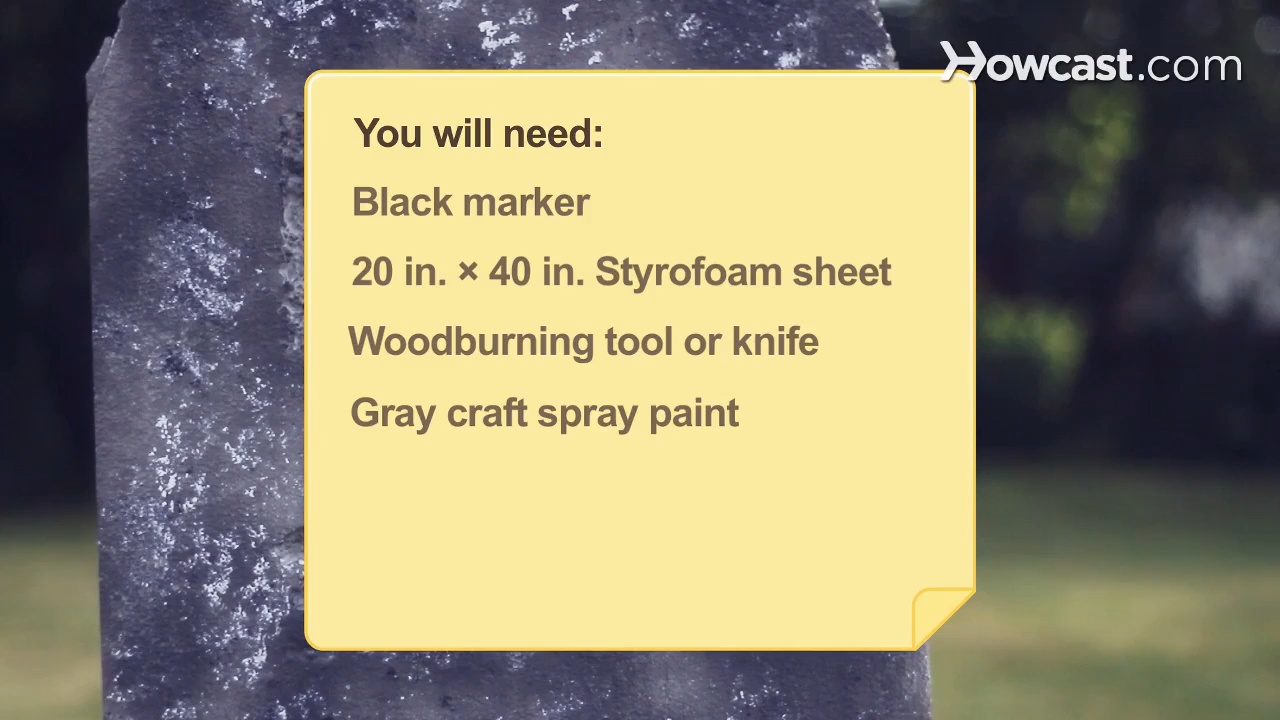 Howcast.com
You will need:
Black marker
20 in. × 40 in. Styrofoam sheet
Woodburning tool or knife
Gray craft spray paint